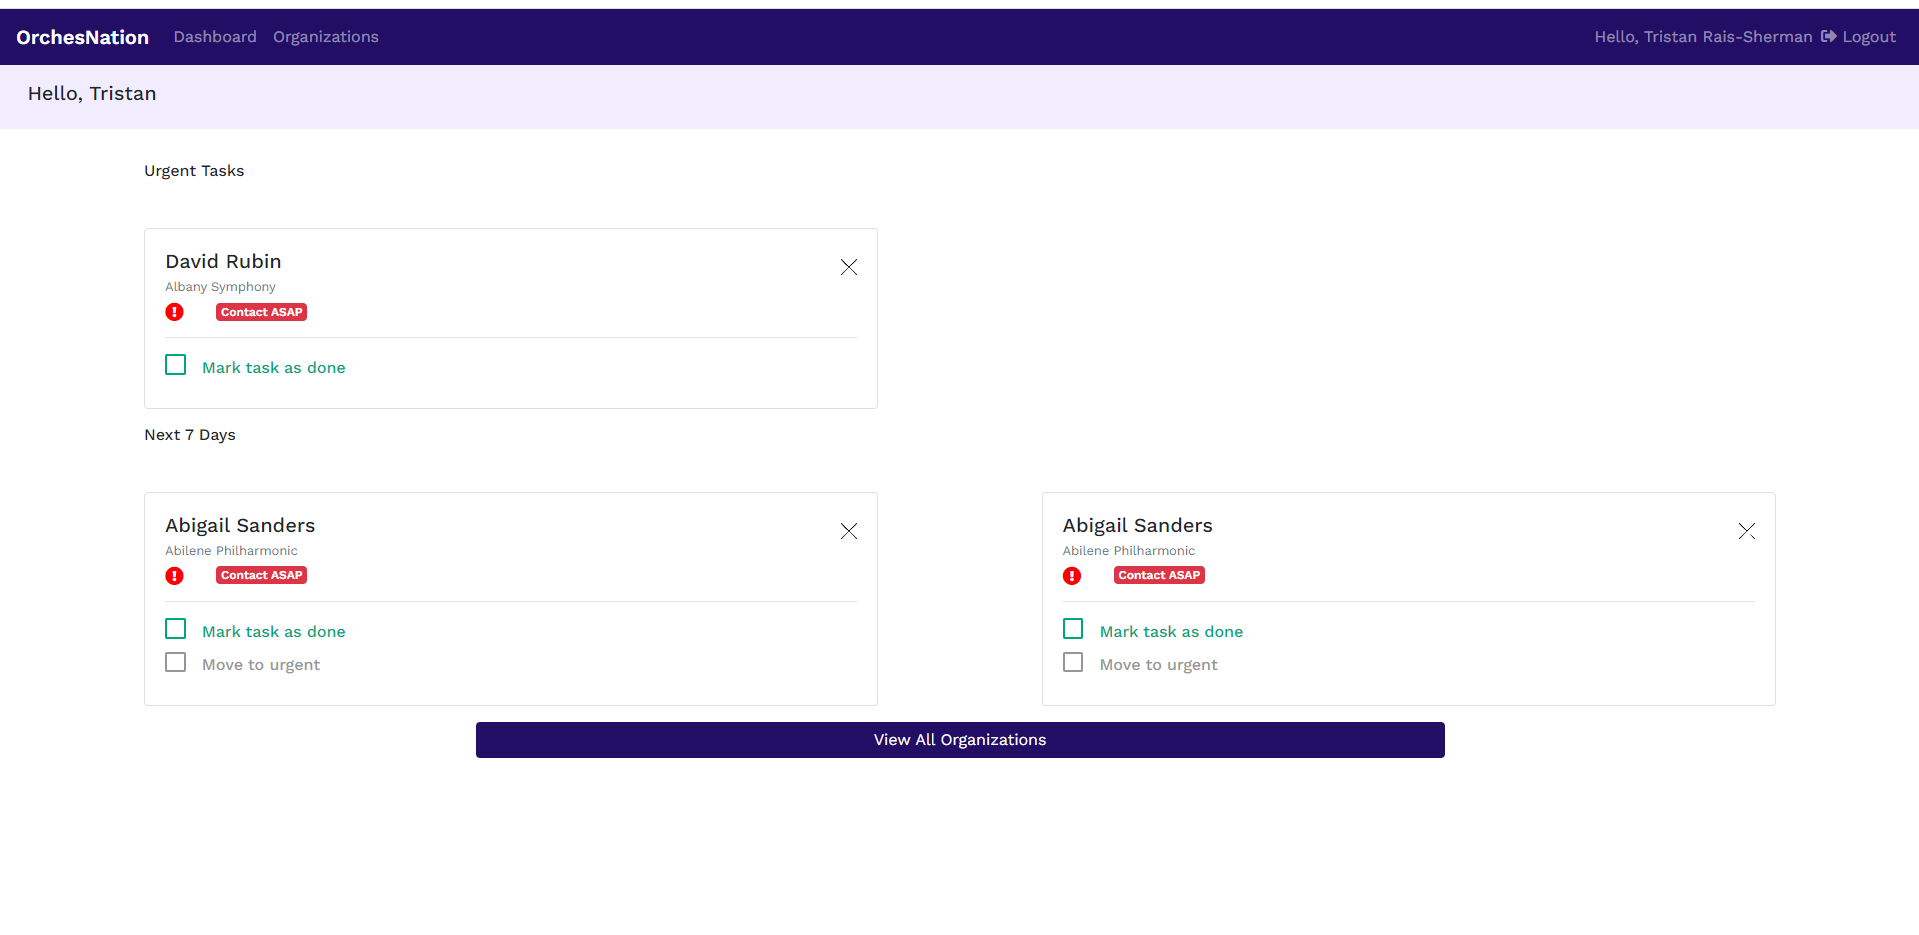 OrchesNation Dashboard Organizations Hello, Tristan Rais-Sherman Logout
Hello, Tristan
Urgent Tasks
David Rubin
Albany Symphony
Contact ASAP
Mark task as done
Next 7 Days
Abigail Sanders
Abilene Philharmonic
Contact ASAP
Mark task as done
Move to urgent
Abigail Sanders
Abilene Philharmonic
Contact ASAP
Mark task as done
Move to urgent
View All Organizations